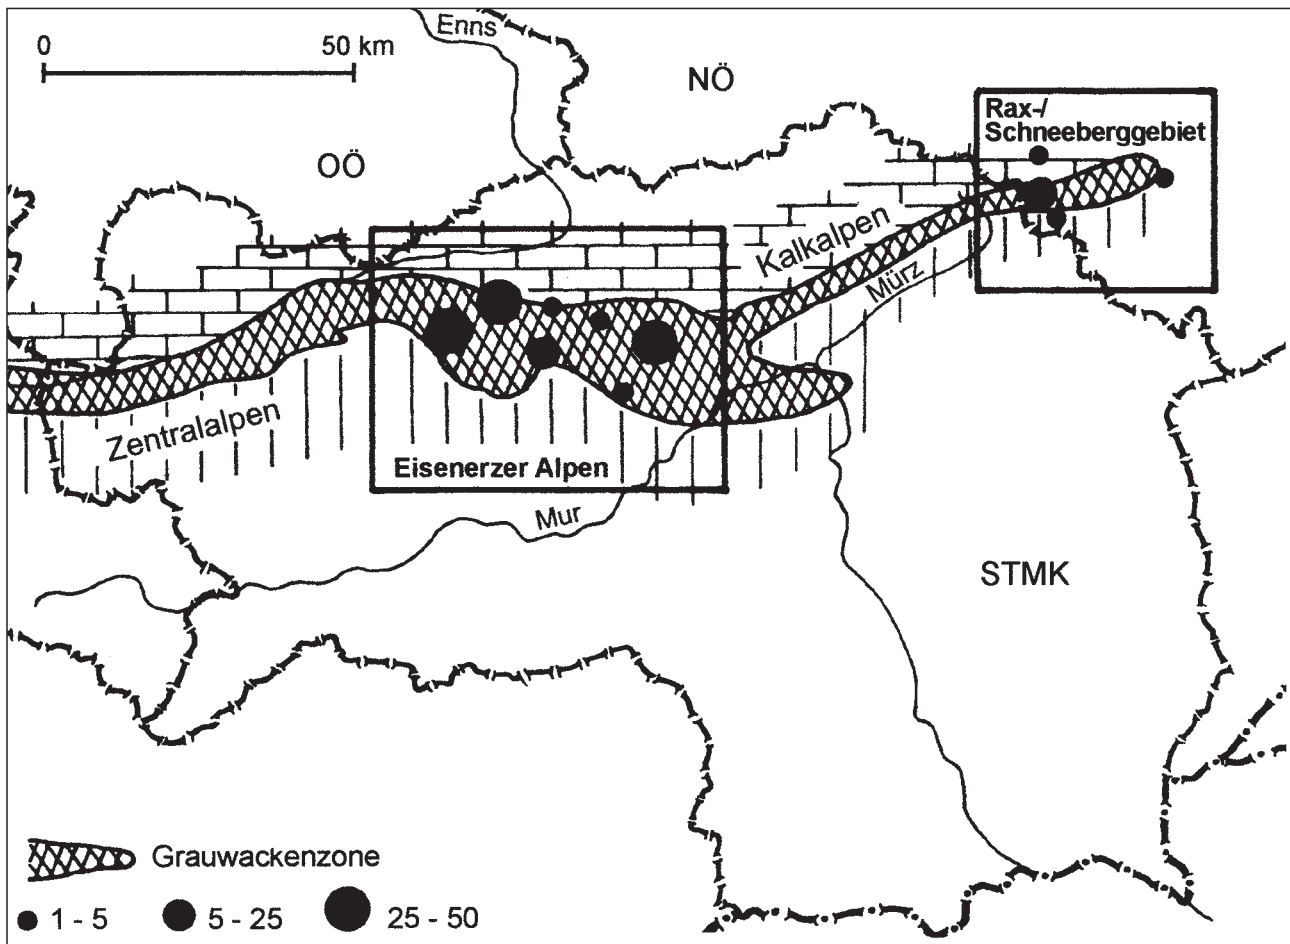 Enns
0 50 km
NÖ
Rax-/
Schneeberggebiet
OÖ
Kalkalpen
Mürz
Zentralalpen
Eisenerzer Alpen
Mur
STMK
Grauwackenzone
1 - 5 5 - 25 25 - 50